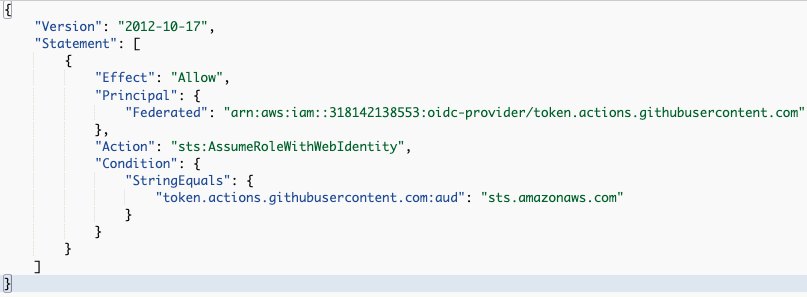 {
    "Version": "2012-10-17",
    "Statement": [
        {
            "Effect": "Allow",
            "Principal": {
                "Federated": "arn:aws:iam::318142138553:oidc-provider/token.actions.githubusercontent.com"
            },
            "Action": "sts:AssumeRoleWithWebIdentity",
            "Condition": {
                "StringEquals": {
                    "token.actions.githubusercontent.com:aud": "sts.amazonaws.com"
                }
            }
        }
    ]
}